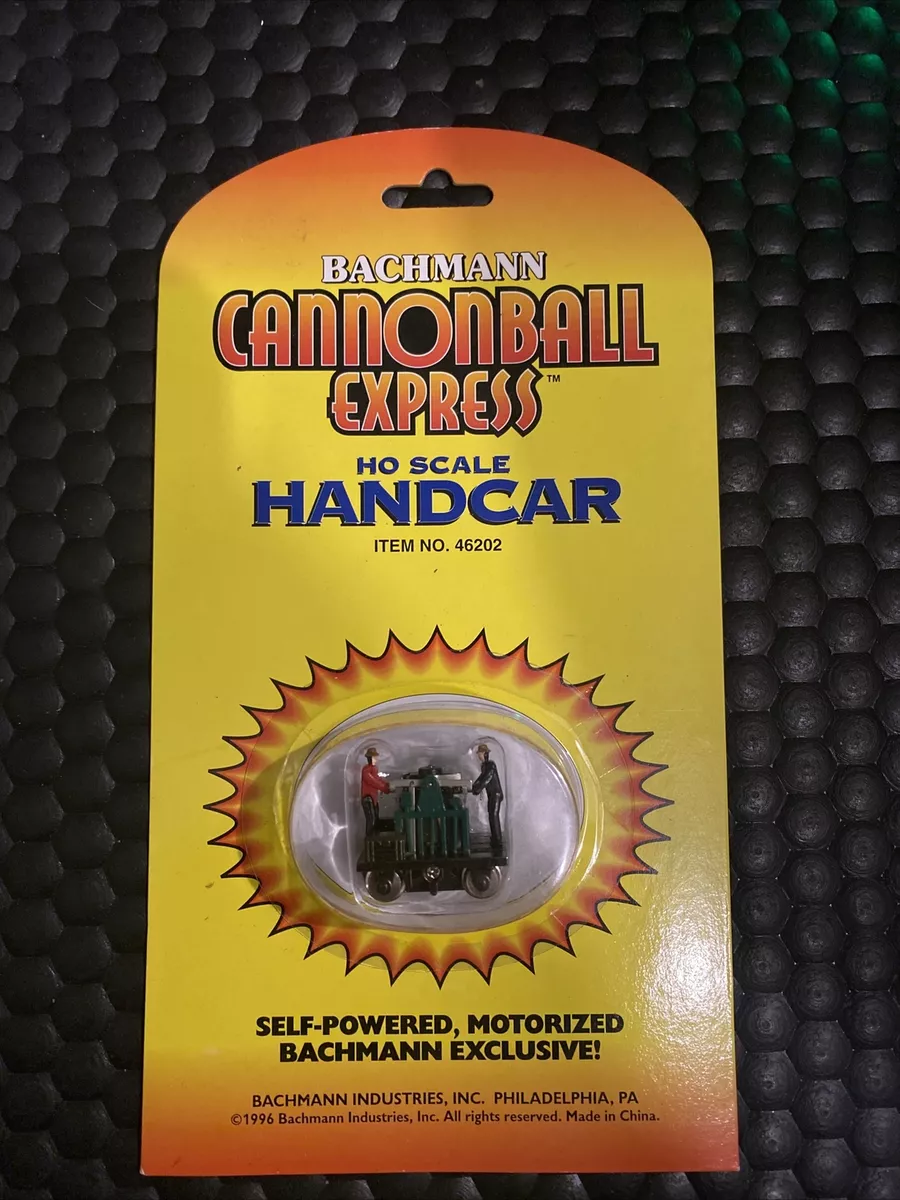 BACHMANN
CANNONBALL
EXPRESS™
HO SCALE
HANDCAR
ITEM NO. 46202
SELF-POWERED, MOTORIZED
BACHMANN EXCLUSIVE!
BACHMANN INDUSTRIES, INC. PHILADELPHIA, PA
©1996 Bachmann Industries, Inc. All rights reserved. Made in China.